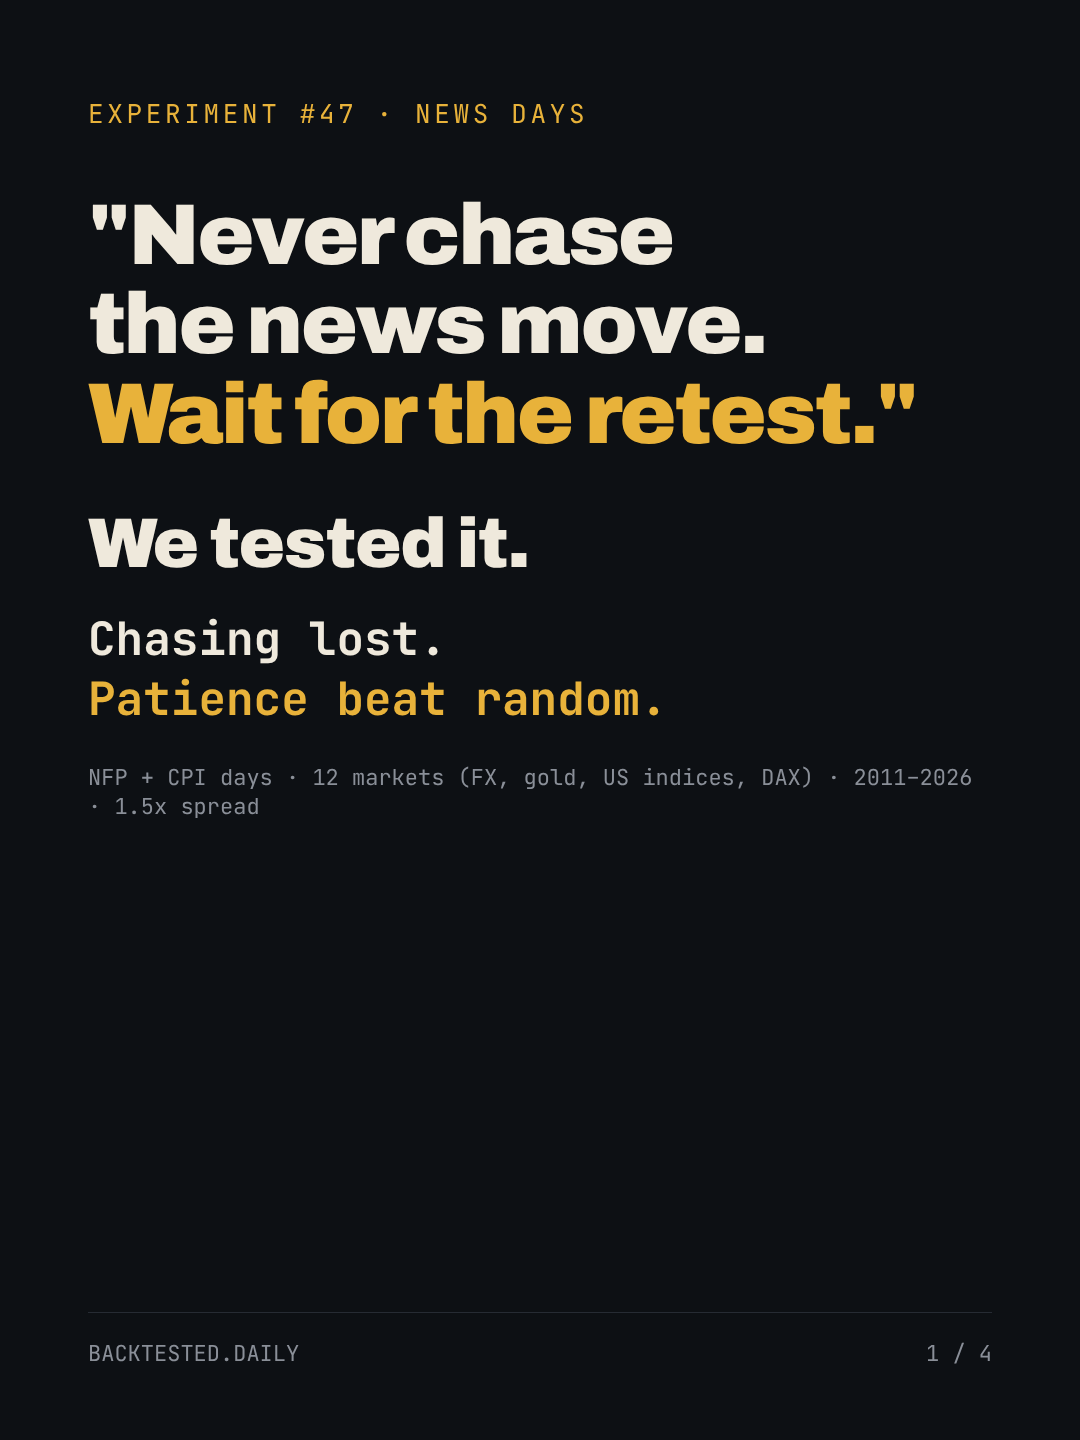 EXPERIMENT #47 · NEWS DAYS
"Never chase
the news move.
Wait for the retest."
We tested it.
Chasing lost.
Patience beat random.
NFP + CPI days · 12 markets (FX, gold, US indices, DAX) · 2011–2026
· 1.5x spread
BACKTESTED.DAILY
1 / 4